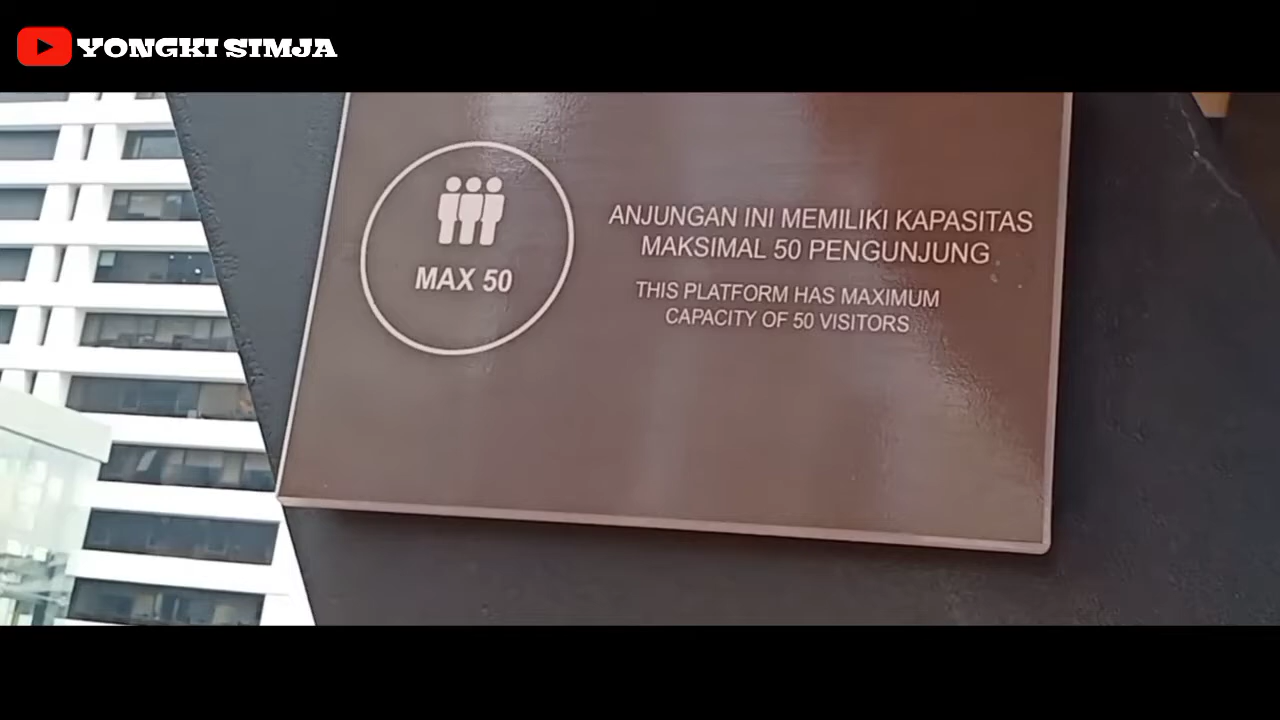 YONGKI SIMJA
MAX 50
ANJUNGAN INI MEMILIKI KAPASITAS
MAKSIMAL 50 PENGUNJUNG
THIS PLATFORM HAS MAXIMUM
CAPACITY OF 50 VISITORS